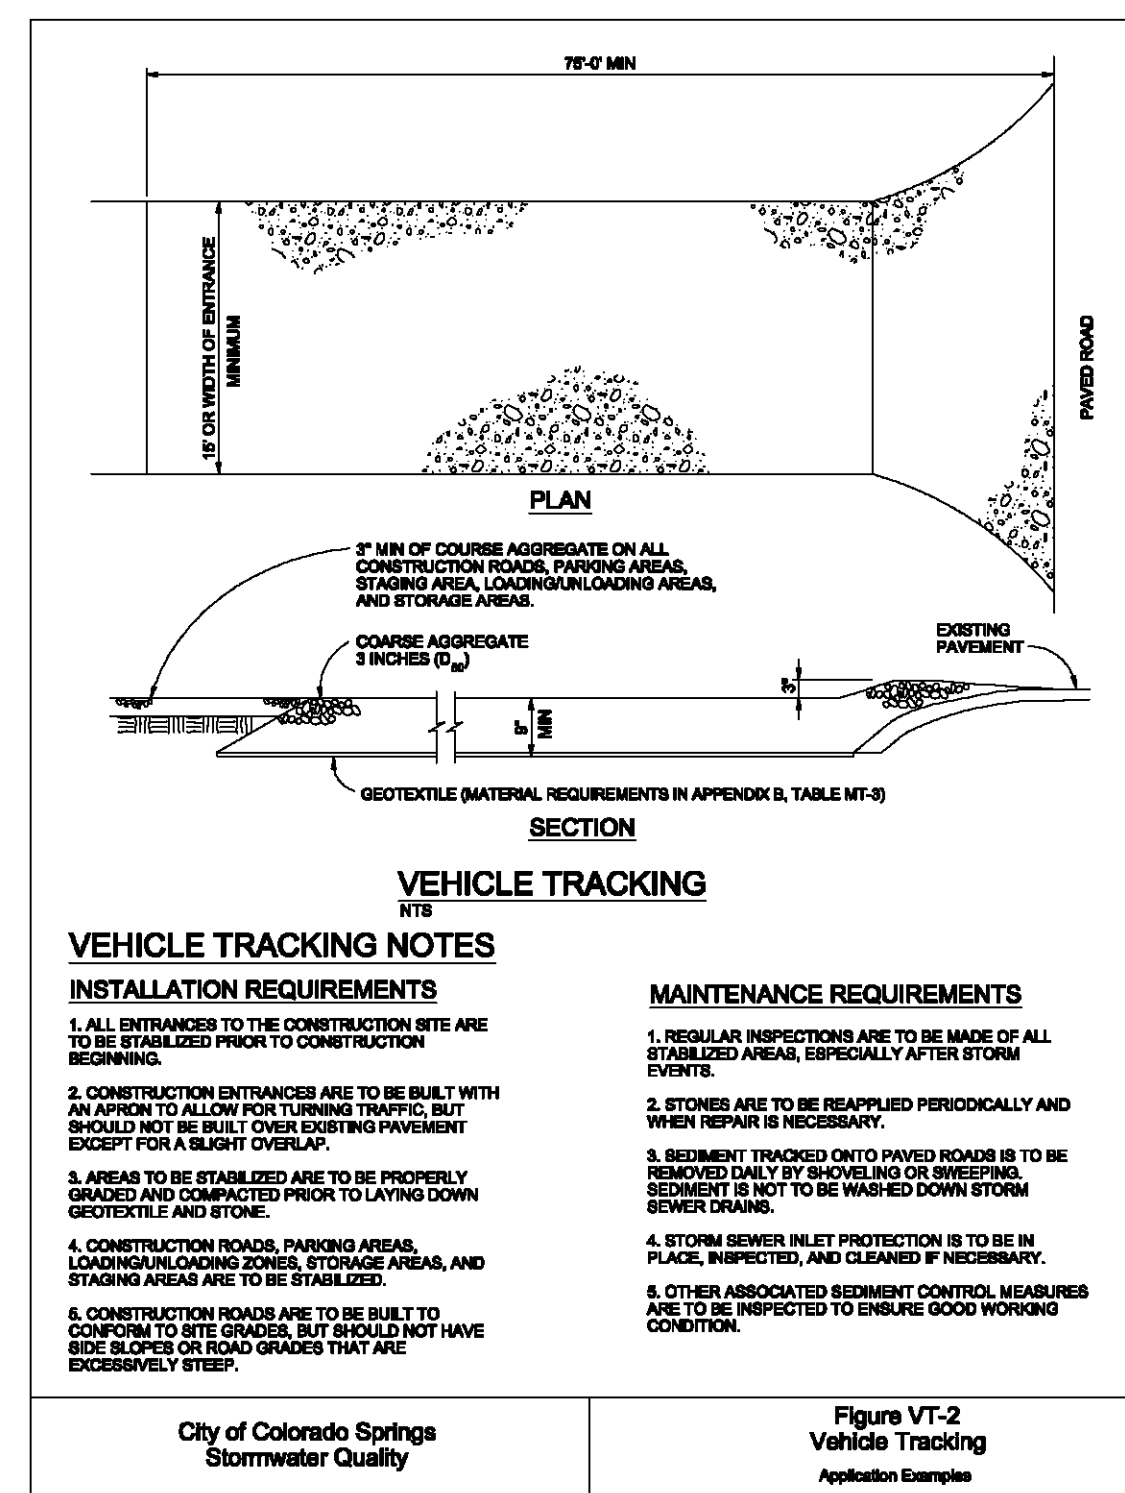 75'-0' MIN
15' OR WIDTH OF ENTRANCE
MINIMUM
PAVED ROAD
PLAN
3" MIN OF COURSE AGGREGATE ON ALL
CONSTRUCTION ROADS, PARKING AREAS,
STAGING AREA, LOADING/UNLOADING AREAS,
AND STORAGE AREAS.
COARSE AGGREGATE
3 INCHES (D50)
EXISTING
PAVEMENT
3"
9"
MIN
GEOTEXTILE (MATERIAL REQUIREMENTS IN APPENDIX B, TABLE MT-3)
SECTION
VEHICLE TRACKING
NTS
VEHICLE TRACKING NOTES
INSTALLATION REQUIREMENTS
1. ALL ENTRANCES TO THE CONSTRUCTION SITE ARE
TO BE STABILIZED PRIOR TO CONSTRUCTION
BEGINNING.
2. CONSTRUCTION ENTRANCES ARE TO BE BUILT WITH
AN APRON TO ALLOW FOR TURNING TRAFFIC, BUT
SHOULD NOT BE BUILT OVER EXISTING PAVEMENT
EXCEPT FOR A SLIGHT OVERLAP.
3. AREAS TO BE STABILIZED ARE TO BE PROPERLY
GRADED AND COMPACTED PRIOR TO LAYING DOWN
GEOTEXTILE AND STONE.
4. CONSTRUCTION ROADS, PARKING AREAS,
LOADING/UNLOADING ZONES, STORAGE AREAS, AND
STAGING AREAS ARE TO BE STABILIZED.
5. CONSTRUCTION ROADS ARE TO BE BUILT TO
CONFORM TO SITE GRADES, BUT SHOULD NOT HAVE
SIDE SLOPES OR ROAD GRADES THAT ARE
EXCESSIVELY STEEP.
MAINTENANCE REQUIREMENTS
1. REGULAR INSPECTIONS ARE TO BE MADE OF ALL
STABILIZED AREAS, ESPECIALLY AFTER STORM
EVENTS.
2. STONES ARE TO BE REAPPLIED PERIODICALLY AND
WHEN REPAIR IS NECESSARY.
3. SEDIMENT TRACKED ONTO PAVED ROADS IS TO BE
REMOVED DAILY BY SHOVELING OR SWEEPING.
SEDIMENT IS NOT TO BE WASHED DOWN STORM
SEWER DRAINS.
4. STORM SEWER INLET PROTECTION IS TO BE IN
PLACE, INSPECTED, AND CLEANED IF NECESSARY.
5. OTHER ASSOCIATED SEDIMENT CONTROL MEASURES
ARE TO BE INSPECTED TO ENSURE GOOD WORKING
CONDITION.
City of Colorado Springs
Stormwater Quality
Figure VT-2
Vehicle Tracking
Application Examples